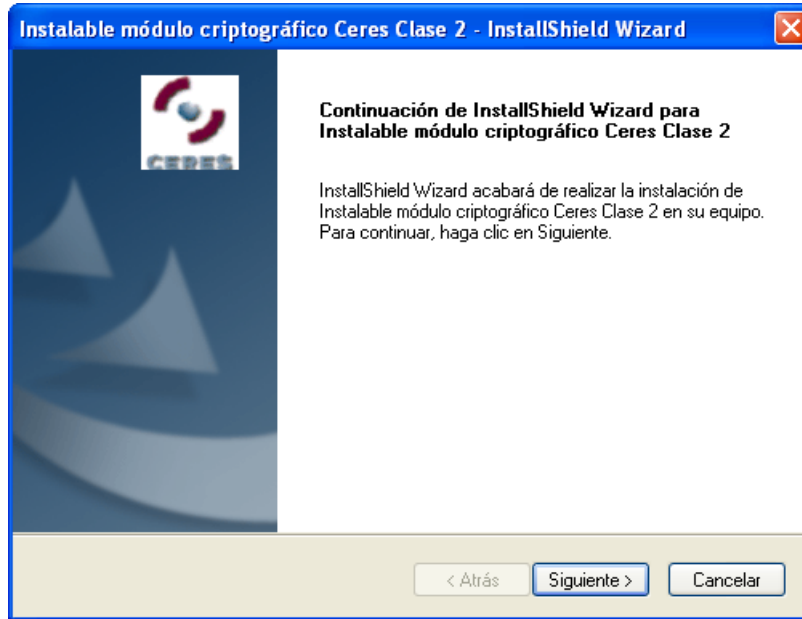 Instalable módulo criptográfico Ceres Clase 2 - InstallShield Wizard
CERES
Continuación de InstallShield Wizard para
Instalable módulo criptográfico Ceres Clase 2
InstallShield Wizard acabará de realizar la instalación de
Instalable módulo criptográfico Ceres Clase 2 en su equipo.
Para continuar, haga clic en Siguiente.
< Atrás
Siguiente >
Cancelar